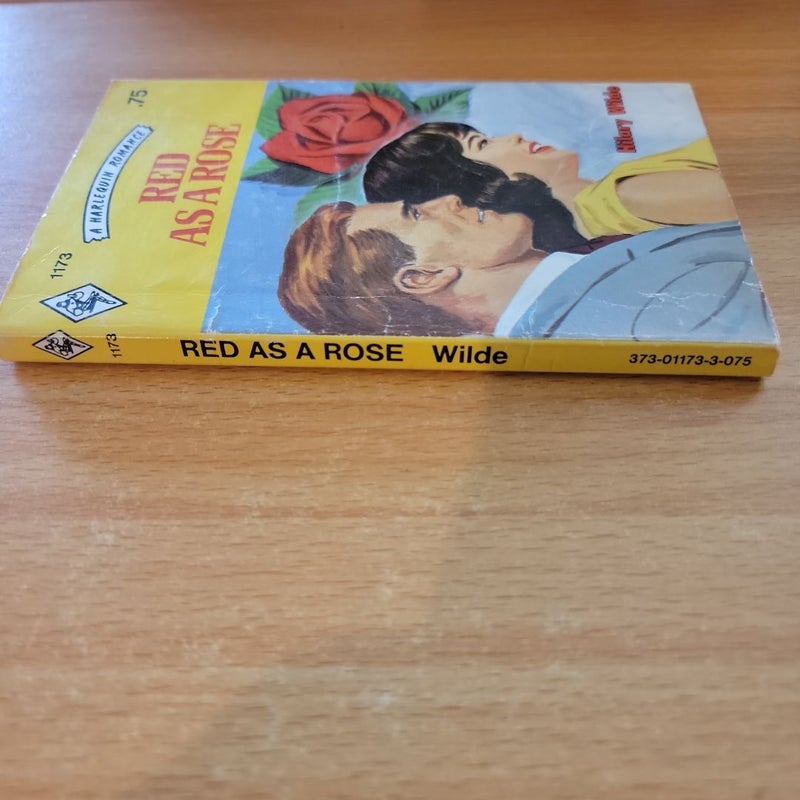 .75
A HARLEQUIN ROMANCE
RED
AS A ROSE
Hilary Wilde
1173
1173
RED AS A ROSE Wilde
373-01173-3-075